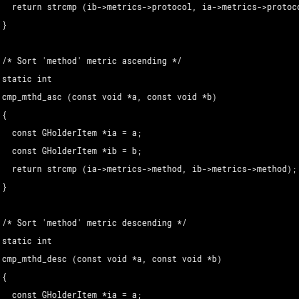 return strcmp (ib->metrics->protocol, ia->metrics->protoco
}
/* Sort 'method' metric ascending */
static int
cmp_mthd_asc (const void *a, const void *b)
{
const GHolderItem *ia = a;
const GHolderItem *ib = b;
return strcmp (ia->metrics->method, ib->metrics->method);
}
/* Sort 'method' metric descending */
static int
cmp_mthd_desc (const void *a, const void *b)
{
const GHolderItem *ia = a;